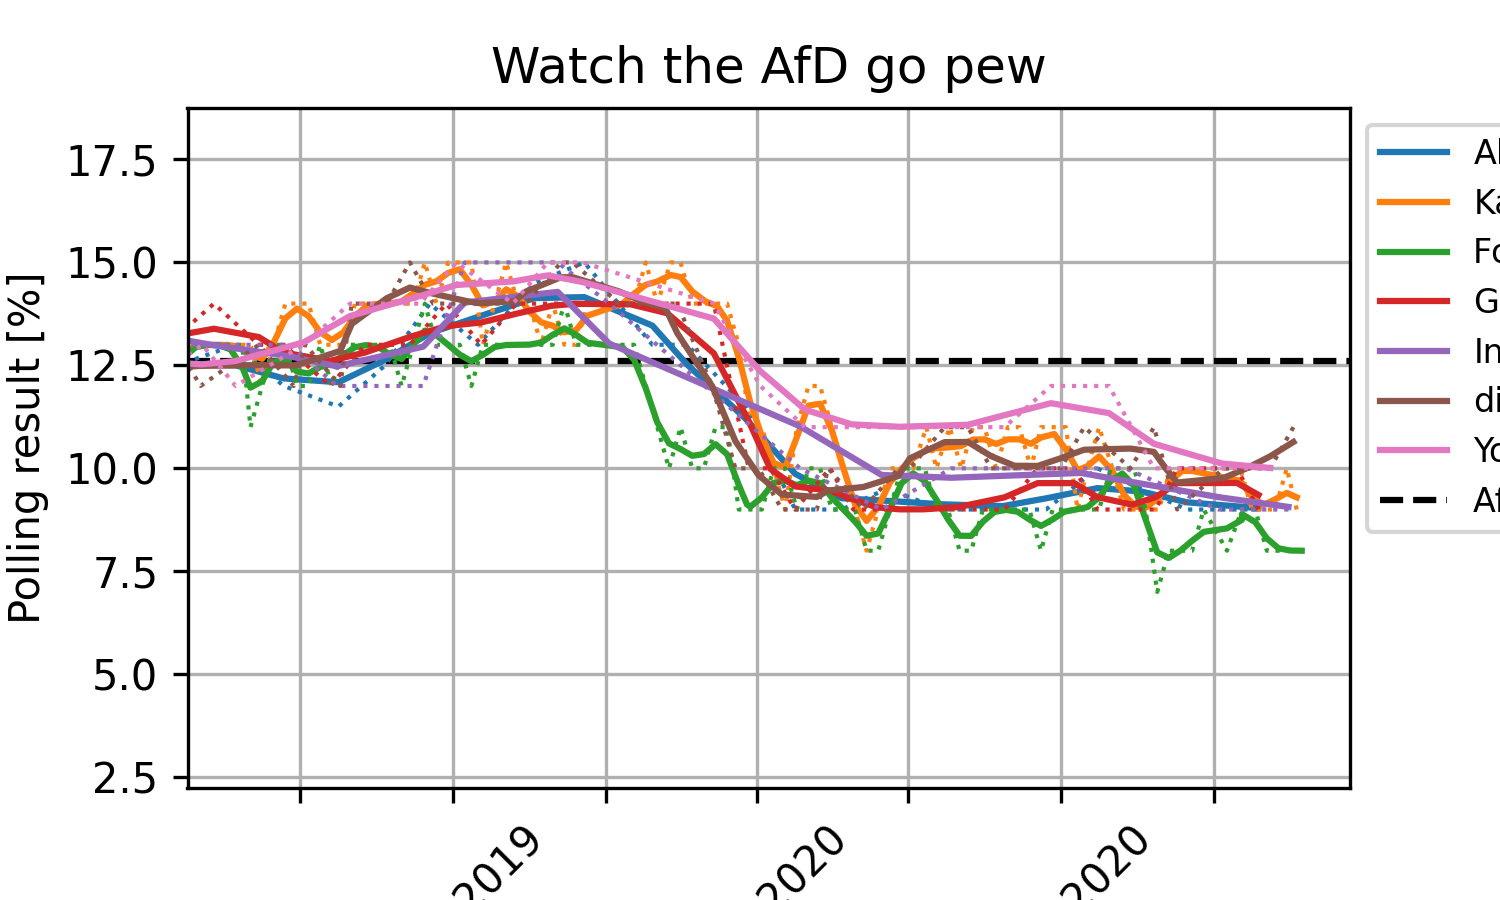 Watch the AfD go pew
Polling result [%]
17.5
15.0
12.5
10.0
7.5
5.0
2.5
2019
2020
2020
Ka
Fo
G
In
di
Yo
Af